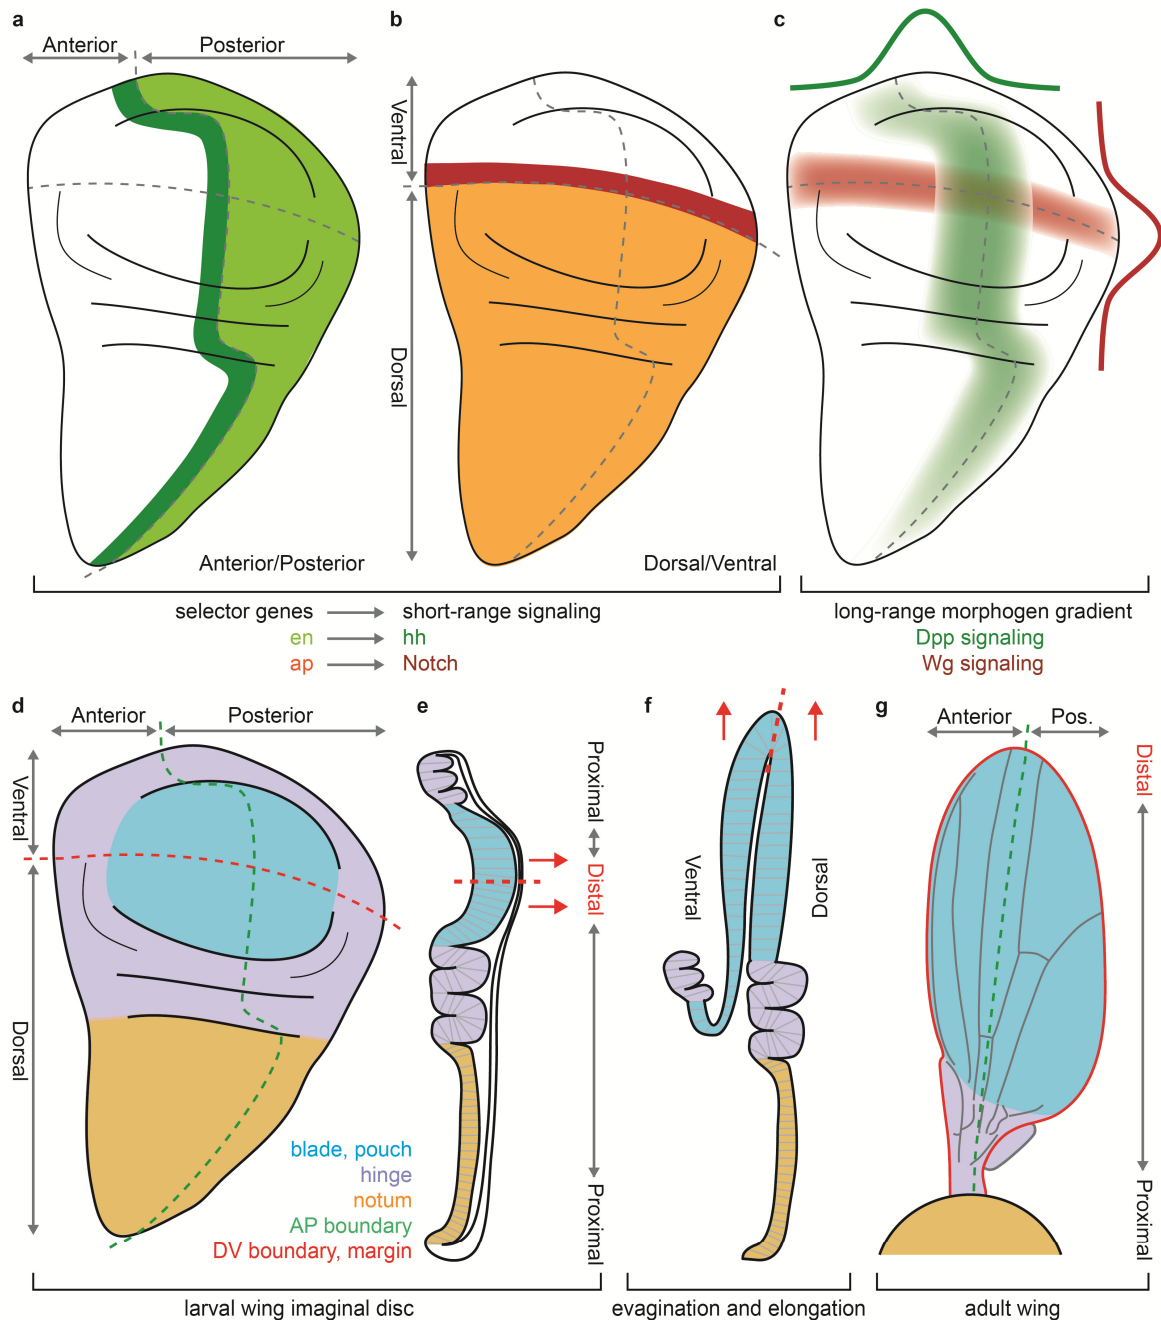 a
Anterior
Posterior
Anterior/Posterior
b
Ventral
Dorsal
Dorsal/Ventral
c
selector genes
short-range signaling
en
hh
ap
Notch
long-range morphogen gradient
Dpp signaling
Wg signaling
d
Anterior
Posterior
Ventral
Dorsal
blade, pouch
hinge
notum
AP boundary
DV boundary, margin
e
Proximal
Distal
Proximal
larval wing imaginal disc
f
Ventral
Dorsal
evagination and elongation
g
Anterior
Pos.
Distal
Proximal
adult wing